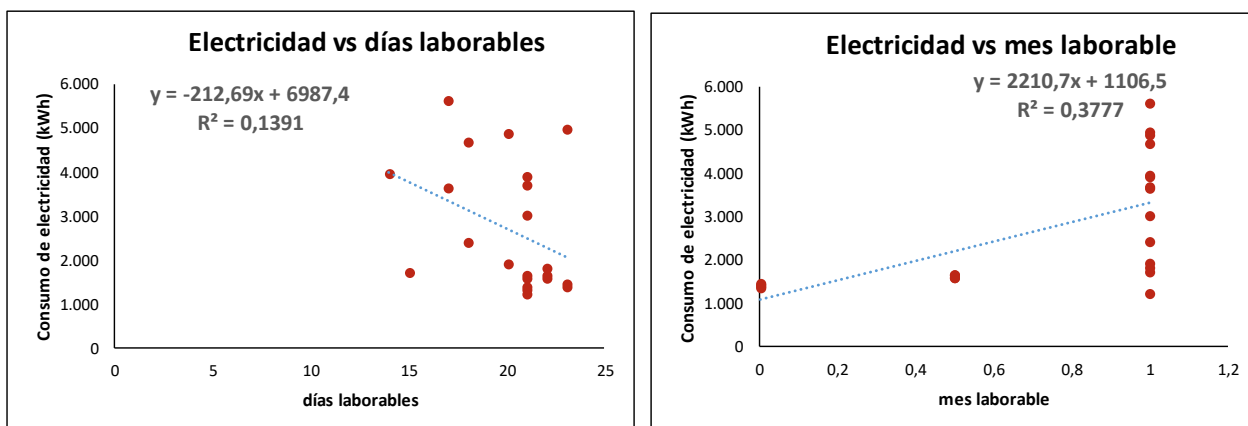 Electricidad vs días laborables
y = -212,69x + 6987,4
R² = 0,1391
Consumo de electricidad (kWh)
6.000
5.000
4.000
3.000
2.000
1.000
0
0 5 10 15 20 25
días laborables
Electricidad vs mes laborable
y = 2210,7x + 1106,5
R² = 0,3777
Consumo de electricidad (kWh)
6.000
5.000
4.000
3.000
2.000
1.000
0
0 0,2 0,4 0,6 0,8 1 1,2
mes laborable